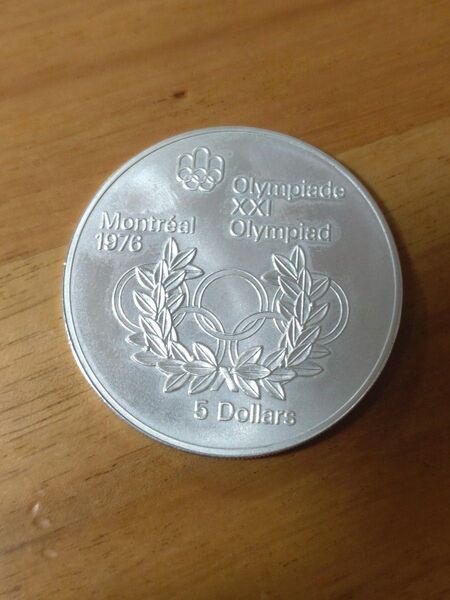 Olympiade
XXI
Olympiad
Montréal
1976
5 Dollars